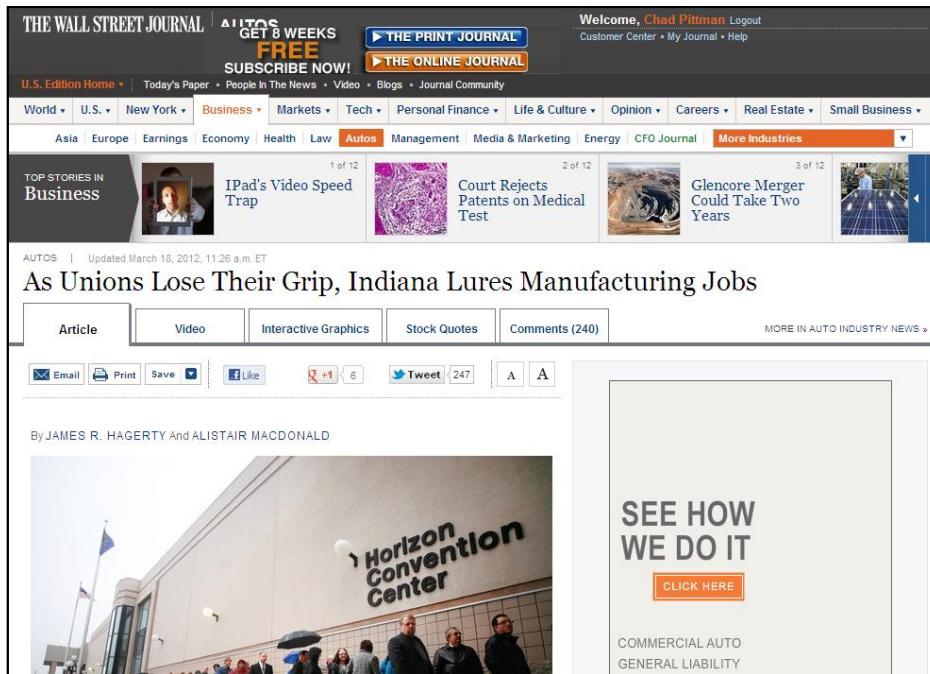 THE WALL STREET JOURNAL
AUTOS
GET 8 WEEKS
FREE
SUBSCRIBE NOW!
THE PRINT JOURNAL
THE ONLINE JOURNAL
Welcome, Chad Pittman Logout
Customer Center • My Journal • Help
U.S. Edition Home Today's Paper • People In The News • Video • Blogs • Journal Community
World U.S. New York Business Markets Tech Personal Finance Life & Culture Opinion Careers Real Estate Small Business
Asia Europe Earnings Economy Health Law Autos Management Media & Marketing Energy CFO Journal More Industries
TOP STORIES IN
Business
1 of 12
IPad's Video Speed
Trap
2 of 12
Court Rejects
Patents on Medical
Test
3 of 12
Glencore Merger
Could Take Two
Years
AUTOS | Updated March 18, 2012, 11:26 a.m. ET
As Unions Lose Their Grip, Indiana Lures Manufacturing Jobs
Article Video Interactive Graphics Stock Quotes Comments (240) MORE IN AUTO INDUSTRY NEWS »
Email Print Save Like +1 6 Tweet 247 A A
By JAMES R. HAGERTY And ALISTAIR MACDONALD
Horizon
Convention
Center
SEE HOW
WE DO IT
CLICK HERE
COMMERCIAL AUTO
GENERAL LIABILITY